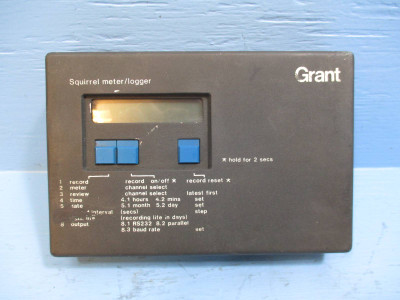 Squirrel meter/logger
Grant
* hold for 2 secs
1 record record on/off * record reset *
2 meter channel select
3 review channel select latest first
4 time 4.1 hours 4.2 mins set
5 date 5.1 month 5.2 day set
interval (secs) step
(recording life in days)
8 output 8.1 RS232 8.2 parallel
8.3 baud rate set